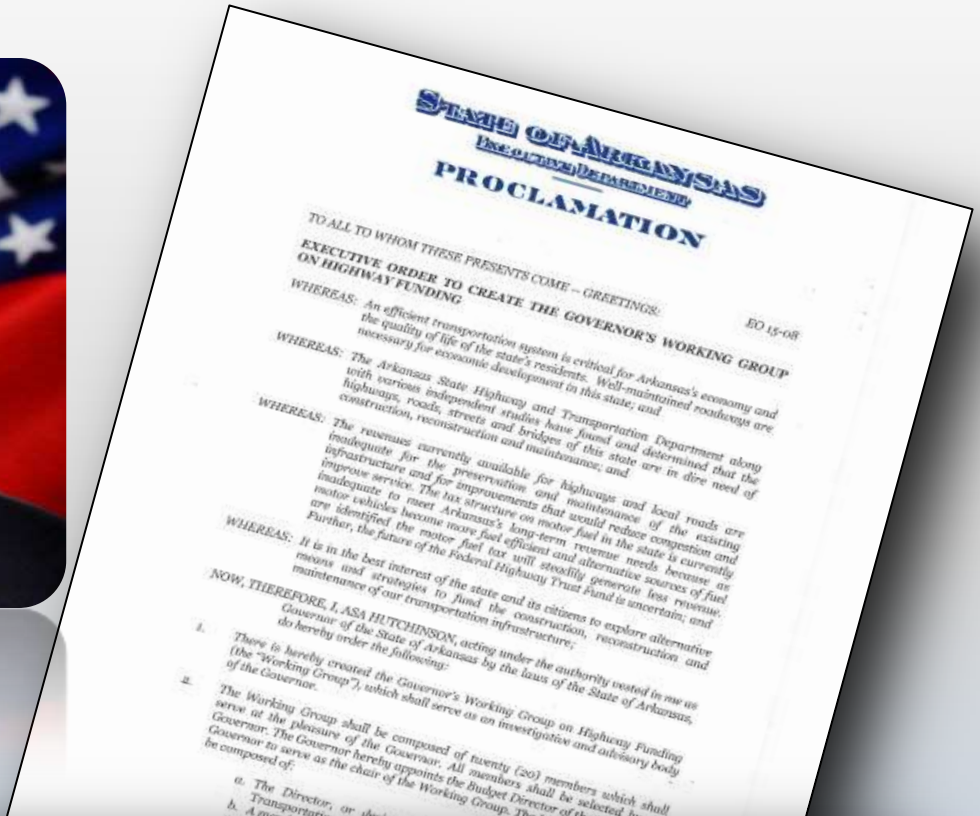 STATE OF ARKANSAS
EXECUTIVE DEPARTMENT
PROCLAMATION
TO ALL TO WHOM THESE PRESENTS COME – GREETINGS:
EO 15-08
EXECUTIVE ORDER TO CREATE THE GOVERNOR'S WORKING GROUP
ON HIGHWAY FUNDING
WHEREAS: An efficient transportation system is critical for Arkansas's economy and
the quality of life of the state's residents. Well-maintained roadways are
necessary for economic development in this state; and
WHEREAS: The Arkansas State Highway and Transportation Department along
with various independent studies have found and determined that the
highways, roads, streets and bridges of this state are in dire need of
construction, reconstruction and maintenance; and
WHEREAS: The revenues currently available for highways and local roads are
inadequate for the preservation and maintenance of the existing
infrastructure and for improvements that would reduce congestion and
improve service. The tax structure on motor fuel in the state is currently
inadequate to meet Arkansas's long-term revenue needs because as
motor vehicles become more fuel efficient and alternative sources of fuel
are identified the motor fuel tax will steadily generate less revenue.
Further, the future of the Federal Highway Trust Fund is uncertain; and
WHEREAS: It is in the best interest of the state and its citizens to explore alternative
means and strategies to fund the construction, reconstruction and
maintenance of our transportation infrastructure;
NOW, THEREFORE, I, ASA HUTCHINSON, acting under the authority vested in me as
Governor of the State of Arkansas by the laws of the State of Arkansas,
do hereby order the following:
1. There is hereby created the Governor's Working Group on Highway Funding
(the "Working Group"), which shall serve as an investigative and advisory body
of the Governor.
2. The Working Group shall be composed of twenty (20) members which shall
serve at the pleasure of the Governor. All members shall be selected by
Governor. The Governor hereby appoints the Budget Director of the
Governor to serve as the chair of the Working Group. The
be composed of:
a. The Director, or
b.